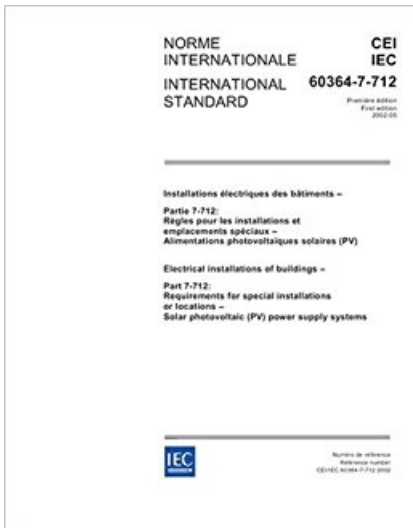 NORME
INTERNATIONALE
CEI
IEC
INTERNATIONAL
STANDARD
60364-7-712
Première édition
First edition
2002-05
Installations électriques des bâtiments –
Partie 7-712:
Règles pour les installations et
emplacements spéciaux –
Alimentations photovoltaïques solaires (PV)
Electrical installations of buildings –
Part 7-712:
Requirements for special installations
or locations –
Solar photovoltaic (PV) power supply systems
IEC
Numéro de référence
Reference number
CEI/IEC 60364-7-712:2002